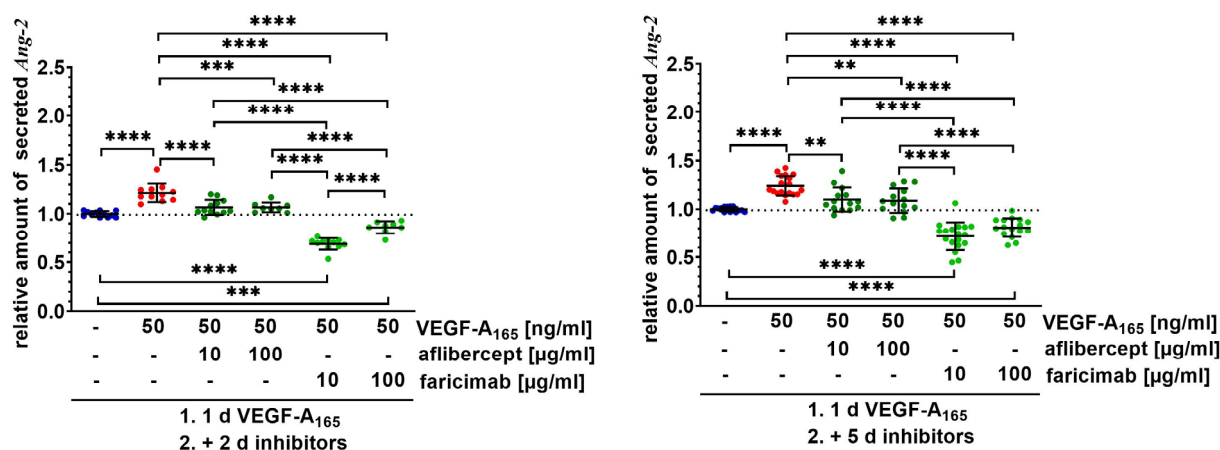 relative amount of secreted Ang-2
2.5
2.0
1.5
1.0
0.5
0.0
****
****
***
****
****
****
****
****
****
****
****
***
- 50 50 50 50 50 VEGF-A165 [ng/ml]
- - 10 100 - - aflibercept [µg/ml]
- - - - 10 100 faricimab [µg/ml]
1. 1 d VEGF-A165
2. + 2 d inhibitors
relative amount of secreted Ang-2
2.5
2.0
1.5
1.0
0.5
0.0
****
****
**
****
****
****
****
**
****
****
****
- 50 50 50 50 50 VEGF-A165 [ng/ml]
- - 10 100 - - aflibercept [µg/ml]
- - - - 10 100 faricimab [µg/ml]
1. 1 d VEGF-A165
2. + 5 d inhibitors